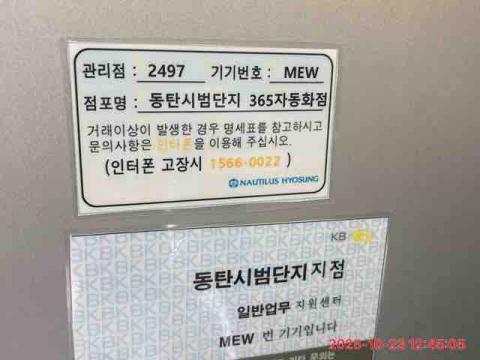 관리점 : 2497 기기번호 : MEW
점포명 : 동탄시범단지 365자동화점
거래이상이 발생한 경우 명세표를 참고하시고
문의사항은 인터폰을 이용해 주십시오.
(인터폰 고장시 1566-0022 )
NAUTILUS HYOSUNG
KB
동탄시범단지지점
일반업무 지원센터
MEW 번 기기입니다
12:45:05